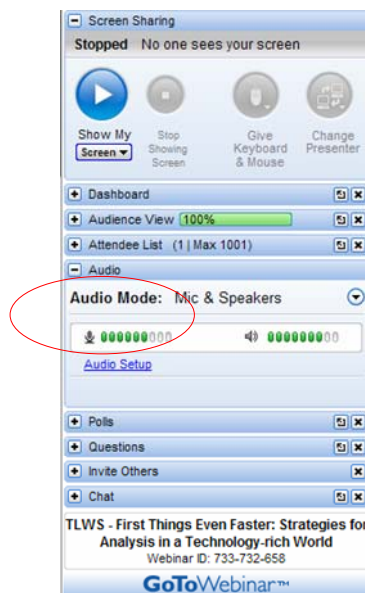 Screen Sharing
Stopped No one sees your screen
Show My
Screen
Stop
Showing
Screen
Give
Keyboard
& Mouse
Change
Presenter
Dashboard
Audience View 100%
Attendee List (1 | Max 1001)
Audio
Audio Mode: Mic & Speakers
Audio Setup
Polls
Questions
Invite Others
Chat
TLWS - First Things Even Faster: Strategies for
Analysis in a Technology-rich World
Webinar ID: 733-732-658
GoToWebinar™